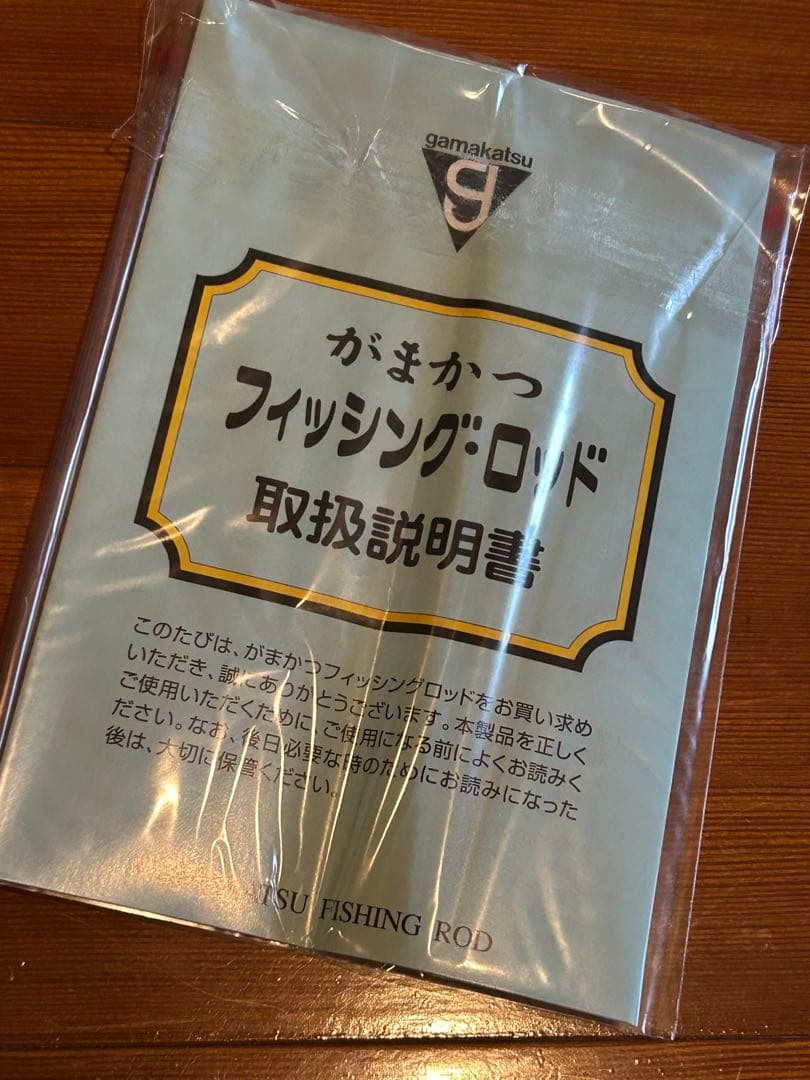 gamakatsu
g
がまかつ
フィッシング・ロッド
取扱説明書
このたびは、がまかつフィッシングロッドをお買い求め
いただき、誠にありがとうございます。本製品を正しく
ご使用いただくために、ご使用になる前によくお読みく
ださい。なお、後日必要な時のためにお読みになった
後は、大切に保管ください。
ATSU FISHING ROD